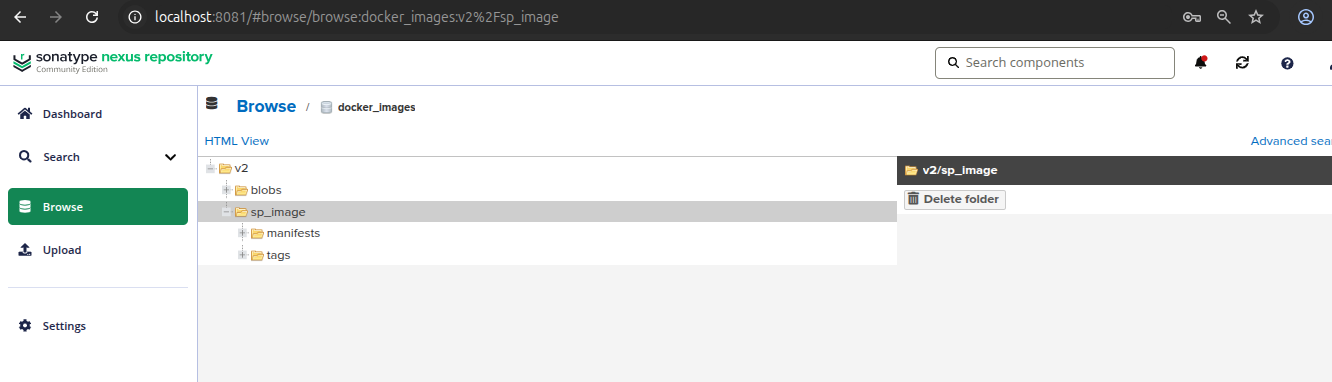 localhost:8081/#browse/browse:docker_images:v2%2Fsp_image
sonatype nexus repository
Community Edition
Search components
Dashboard
Search
Browse
Upload
Settings
Browse / docker_images
HTML View
Advanced sea
v2
blobs
sp_image
manifests
tags
v2/sp_image
Delete folder